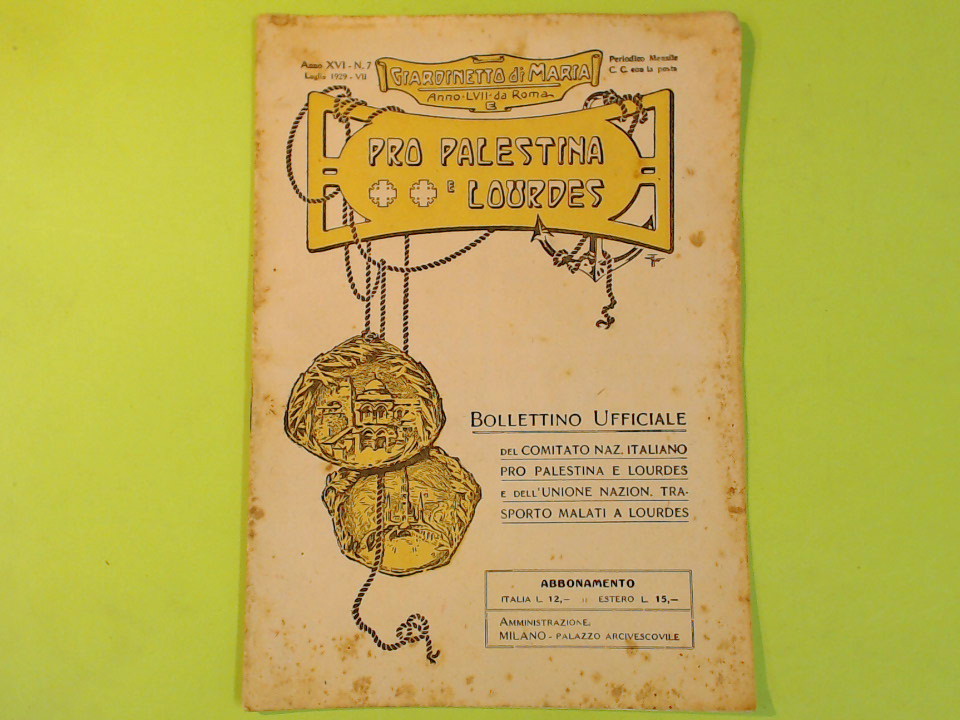 Anno XVI - N. 7
Luglio 1929 - VII
GIARDINETTO di MARIA
Anno · LVII · da Roma
Periodico Mensile
C. C. con la posta
PRO PALESTINA
E LOURDES
BOLLETTINO UFFICIALE
DEL COMITATO NAZ. ITALIANO
PRO PALESTINA E LOURDES
E DELL'UNIONE NAZION. TRA-
SPORTO MALATI A LOURDES
ABBONAMENTO
ITALIA L. 12,– :: ESTERO L. 15,–
AMMINISTRAZIONE,
MILANO - PALAZZO ARCIVESCOVILE